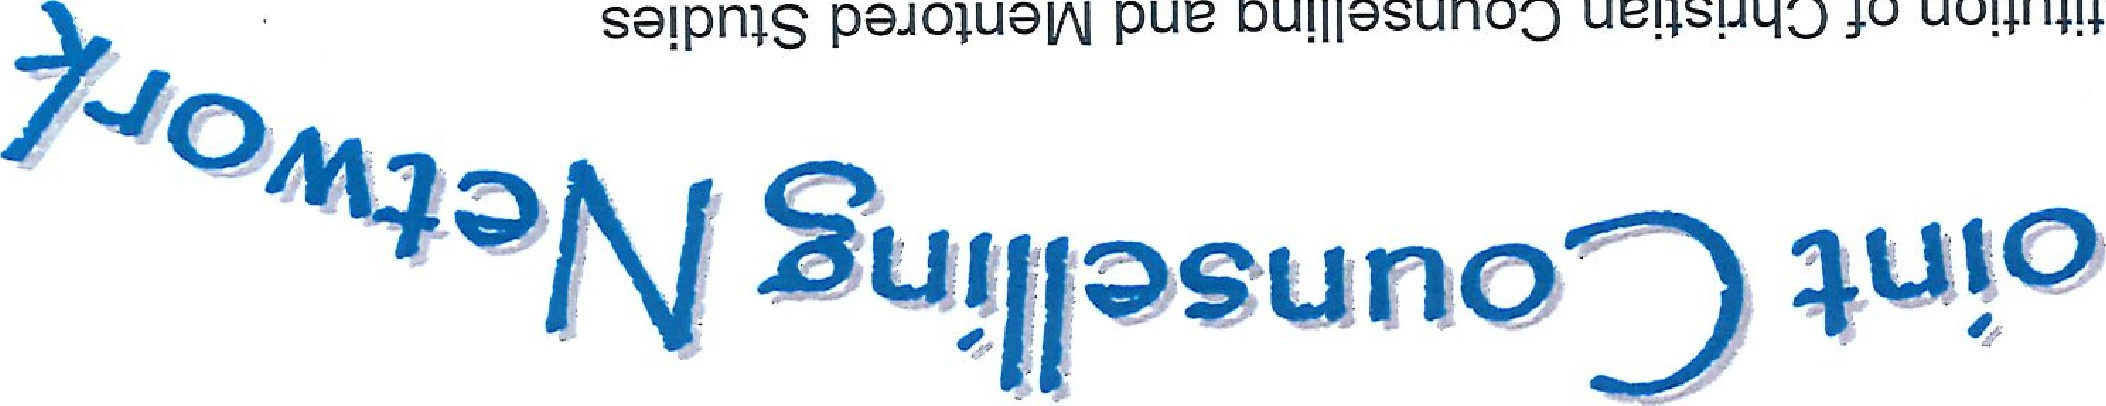 oint Counselling Network
titution of Christian Counselling and Mentored Studies